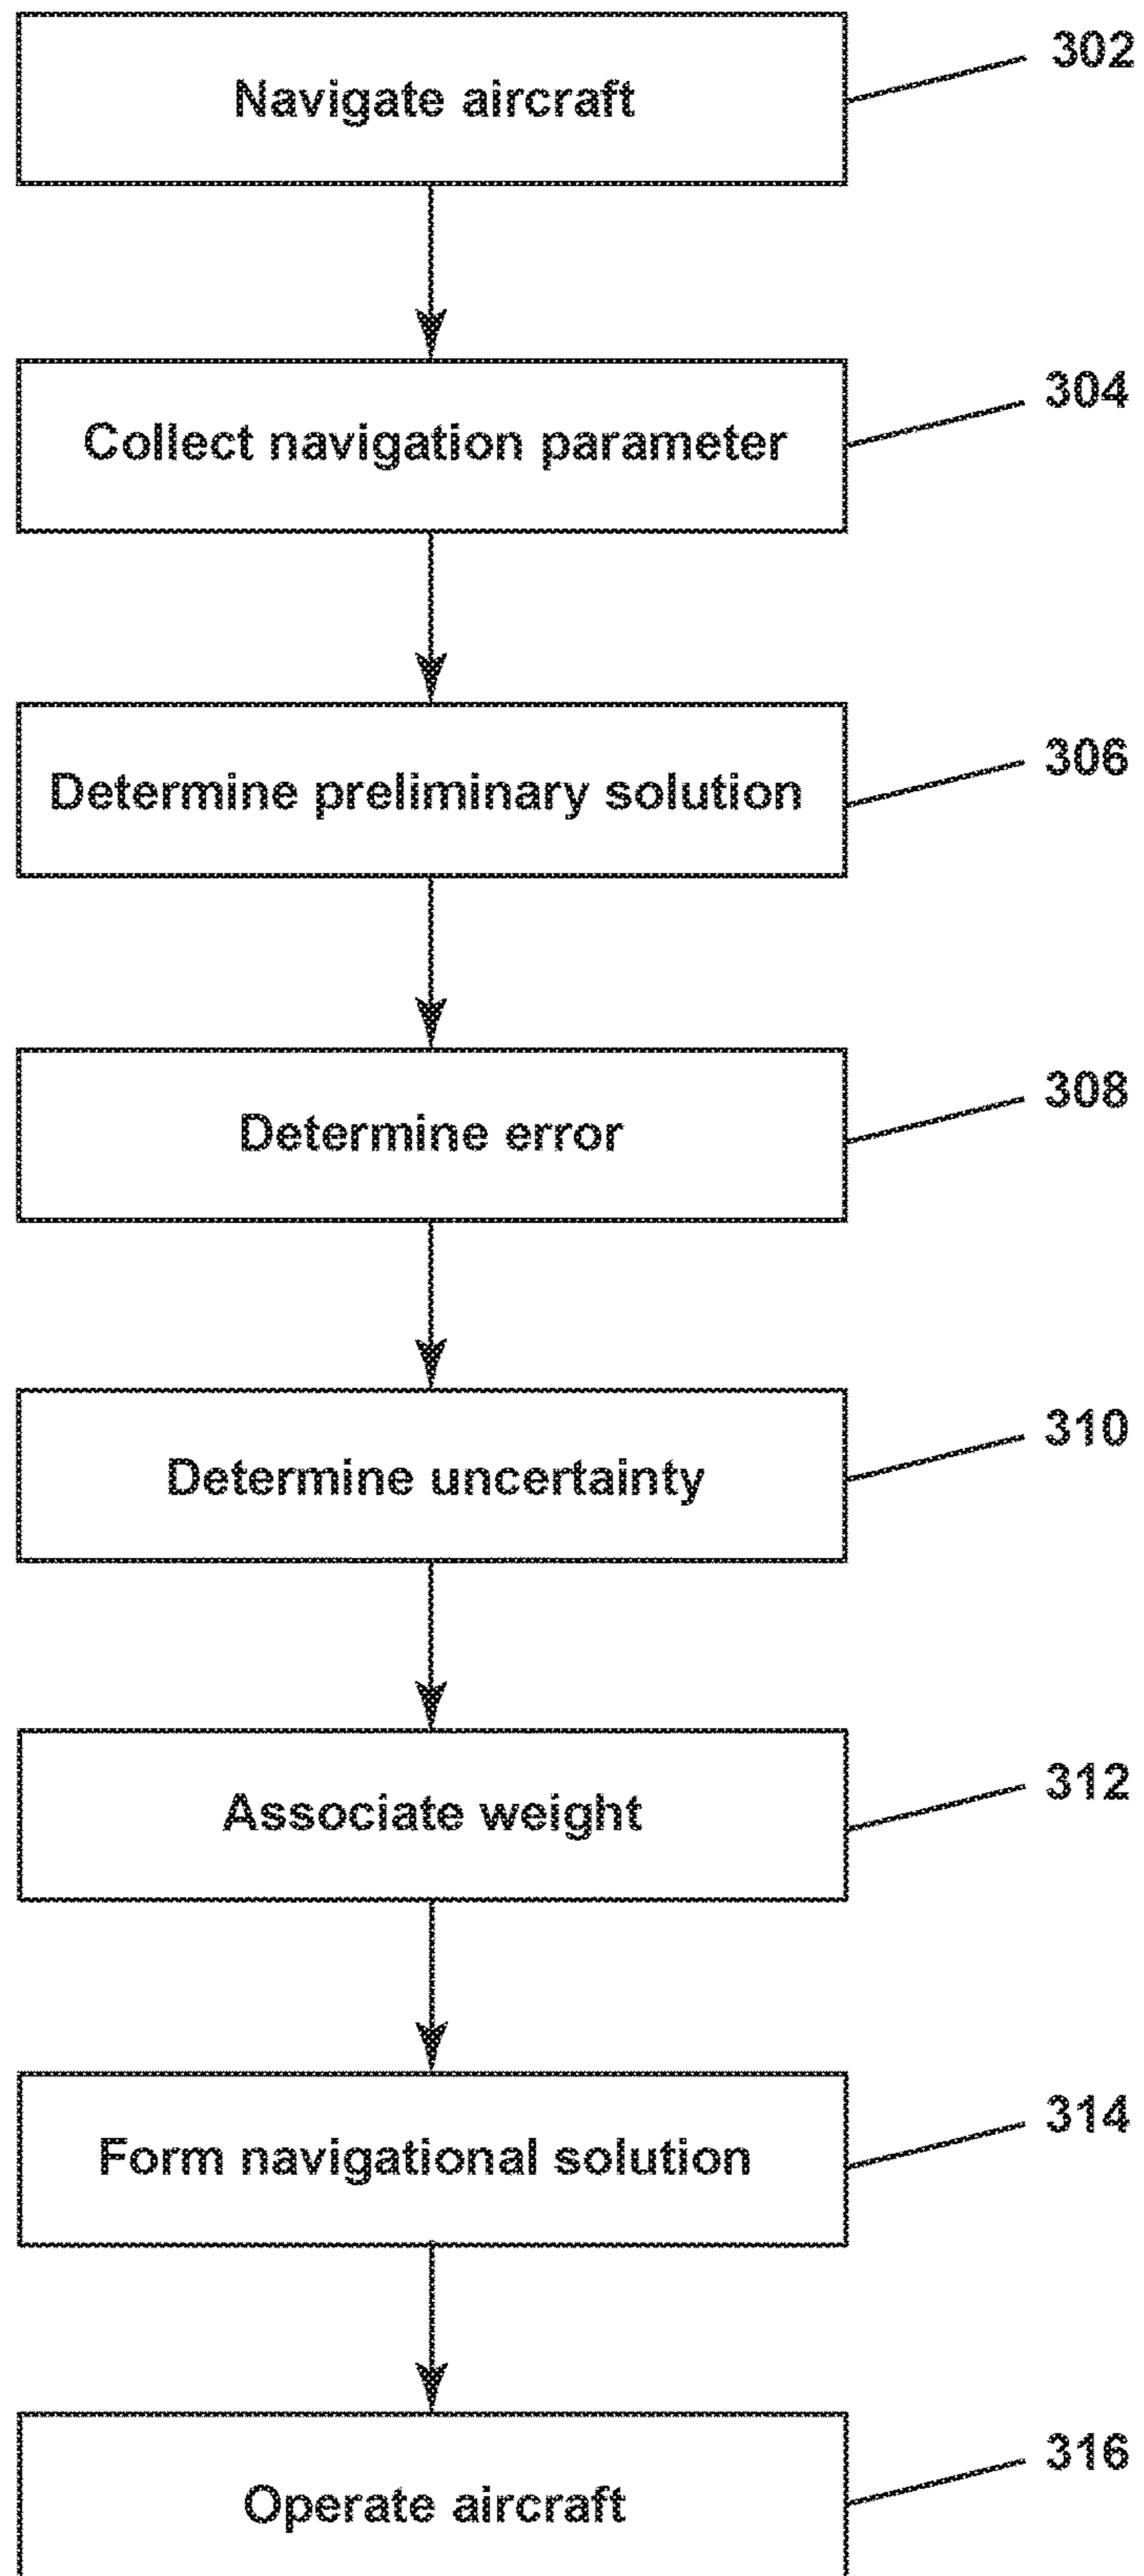 Navigate aircraft
302
Collect navigation parameter
304
Determine preliminary solution
306
Determine error
308
Determine uncertainty
310
Associate weight
312
Form navigational solution
314
Operate aircraft
316